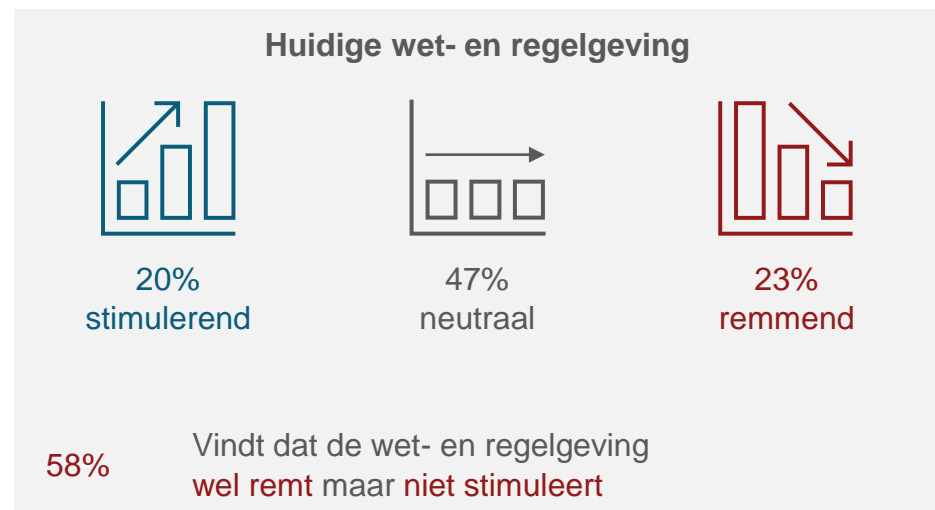 Huidige wet- en regelgeving
20%
stimulerend
47%
neutraal
23%
remmend
58%
Vindt dat de wet- en regelgeving
wel remt maar niet stimuleert